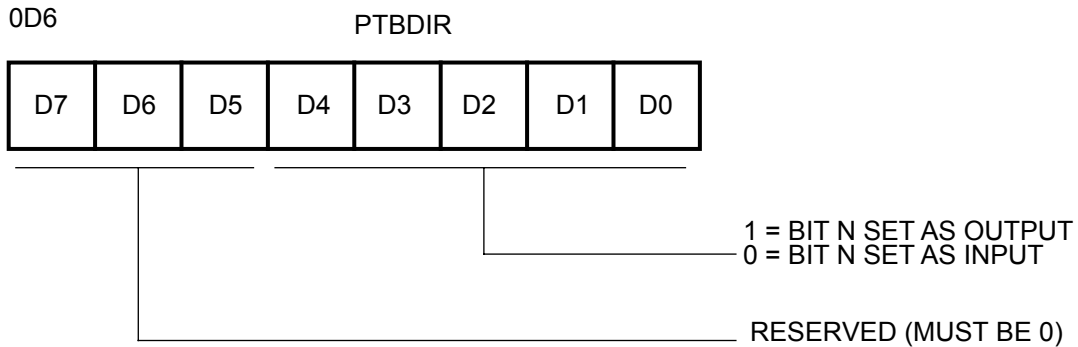 0D6
PTBDIR
D7 D6 D5 D4 D3 D2 D1 D0
1 = BIT N SET AS OUTPUT
0 = BIT N SET AS INPUT
RESERVED (MUST BE 0)